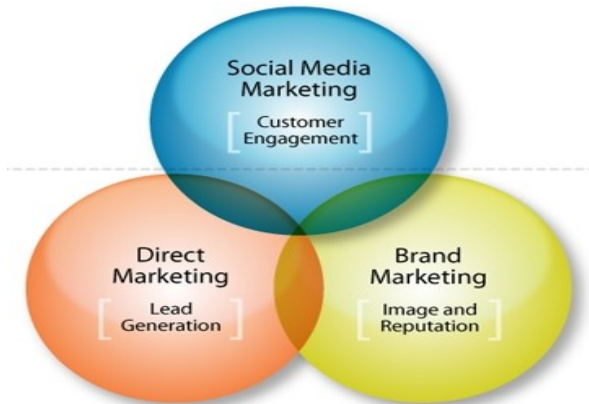 Social Media
Marketing
[ Customer
Engagement ]
Direct
Marketing
[ Lead
Generation ]
Brand
Marketing
[ Image and
Reputation ]